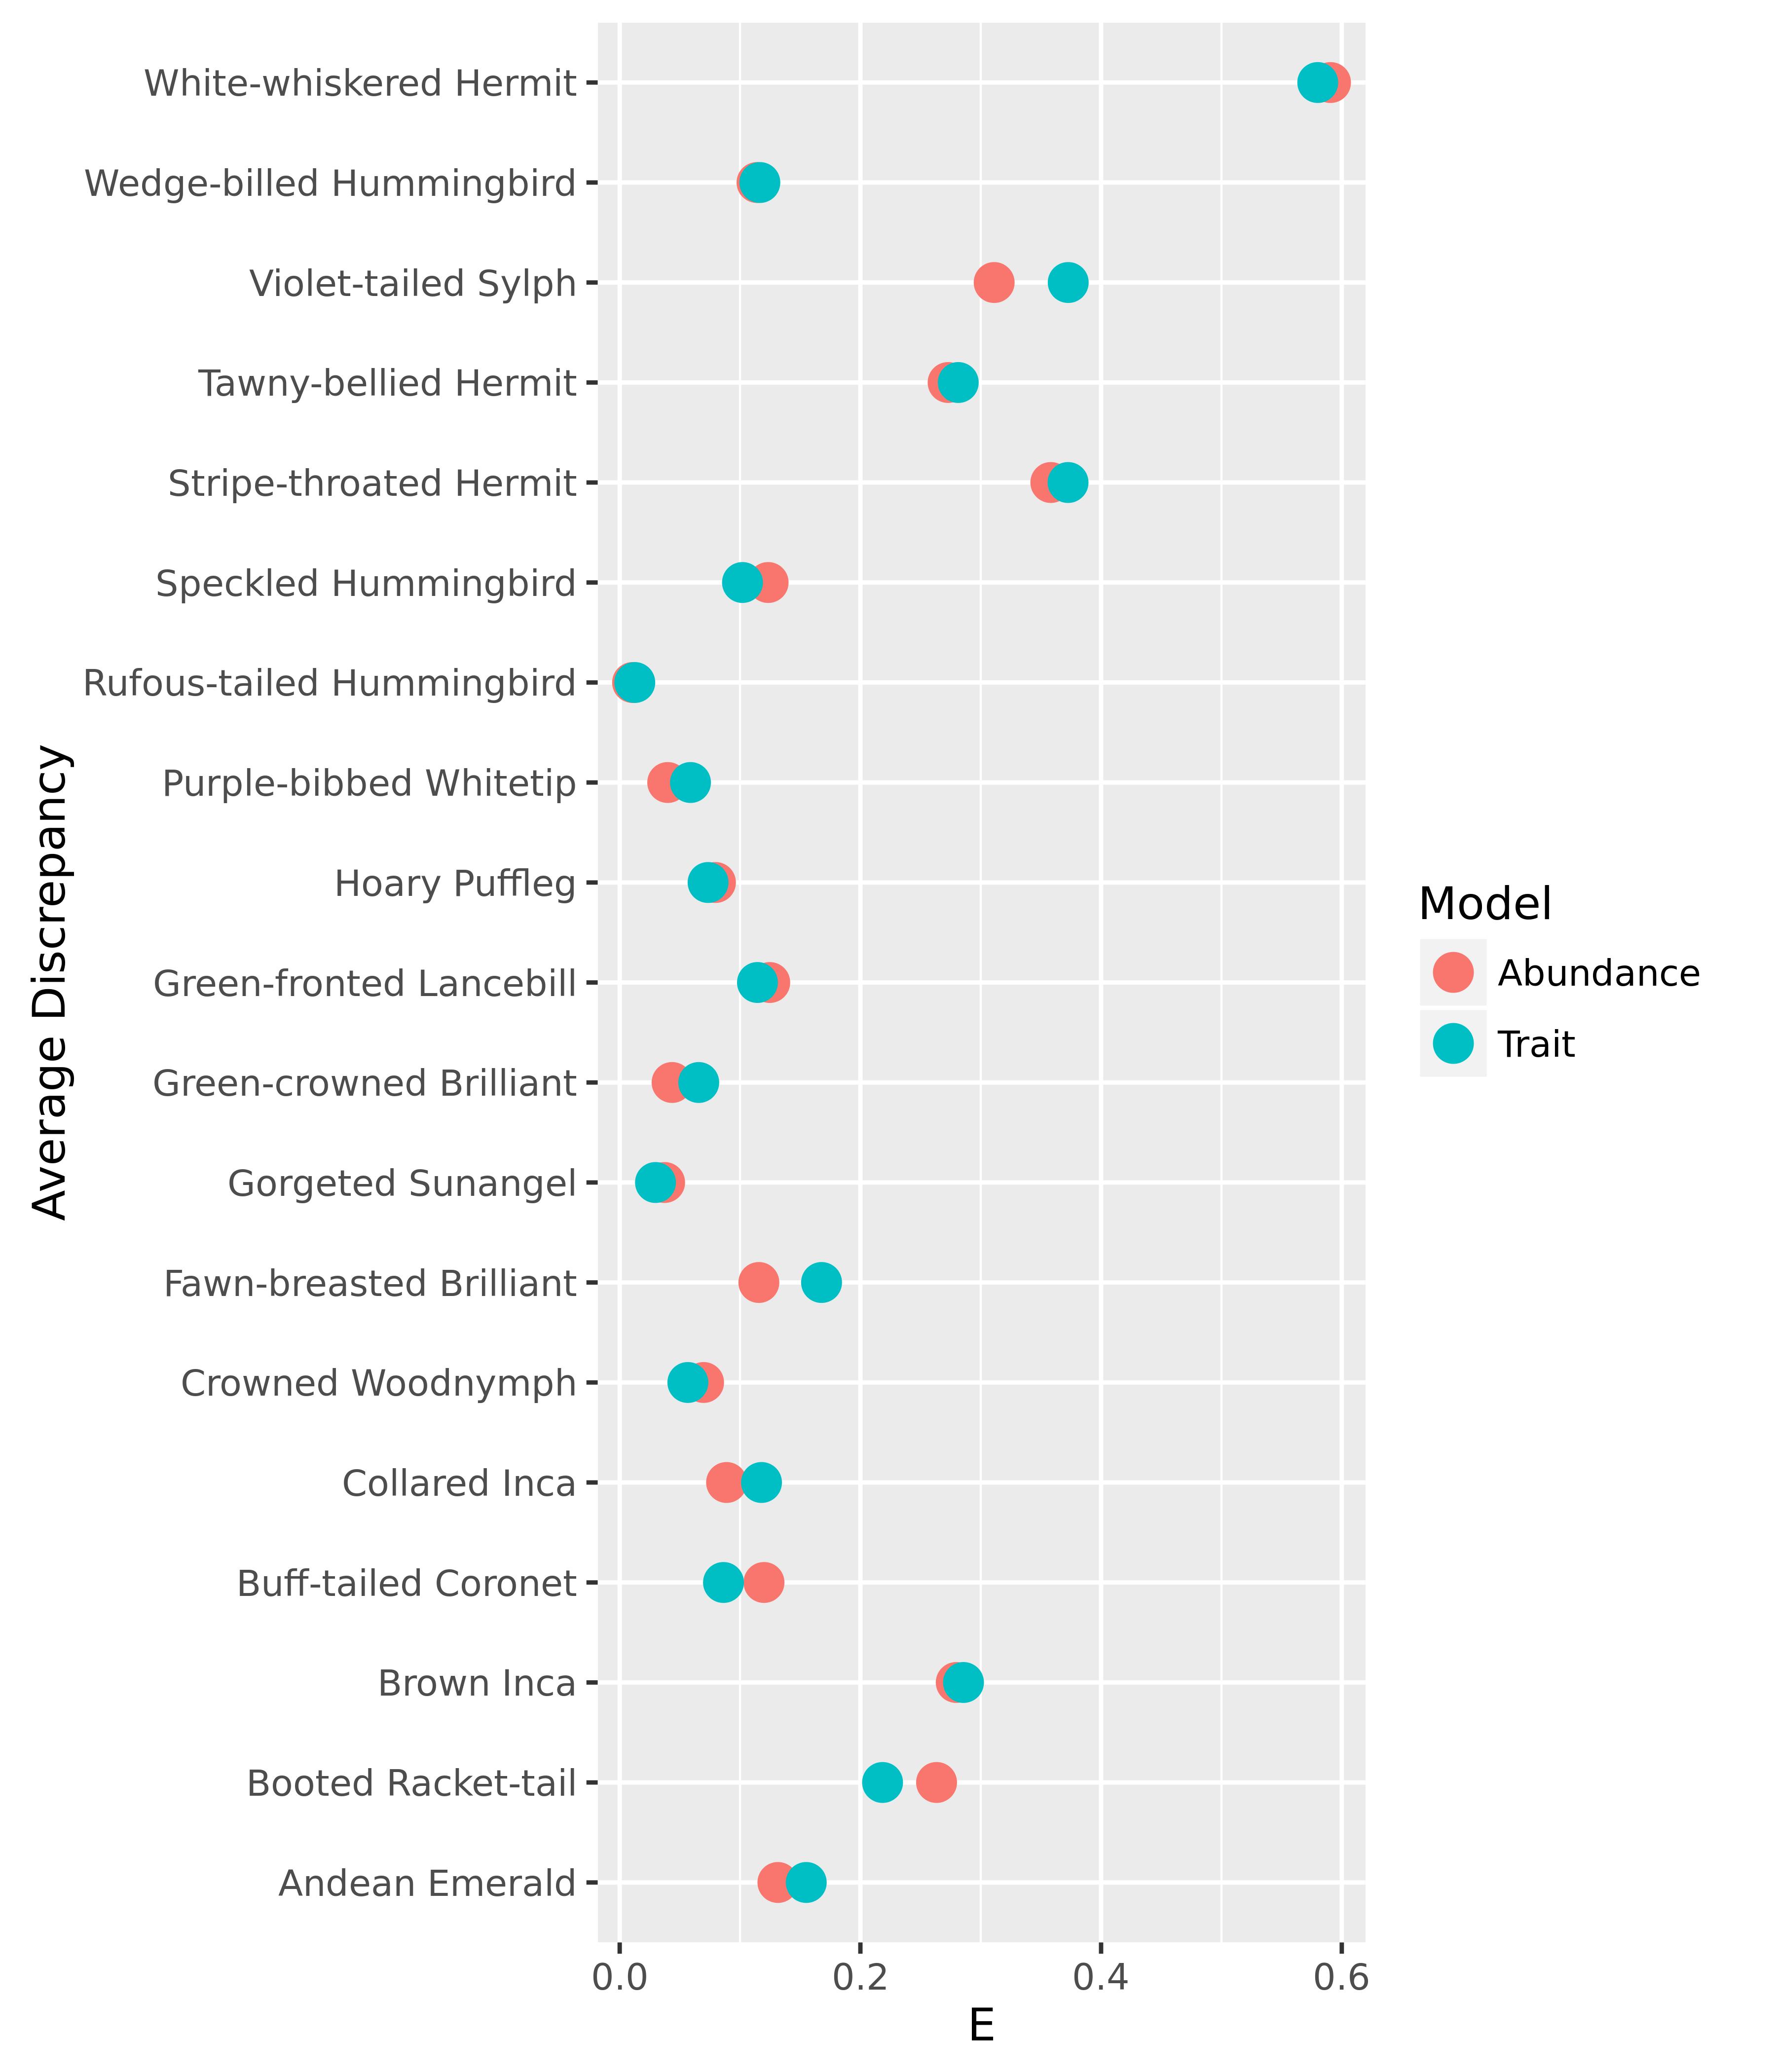 White-whiskered Hermit
Wedge-billed Hummingbird
Violet-tailed Sylph
Tawny-bellied Hermit
Stripe-throated Hermit
Speckled Hummingbird
Rufous-tailed Hummingbird
Purple-bibbed Whitetip
Hoary Puffleg
Green-fronted Lancebill
Green-crowned Brilliant
Gorgeted Sunangel
Fawn-breasted Brilliant
Crowned Woodnymph
Collared Inca
Buff-tailed Coronet
Brown Inca
Booted Racket-tail
Andean Emerald
Average Discrepancy
0.0 0.2 0.4 0.6
E
Model
Abundance
Trait